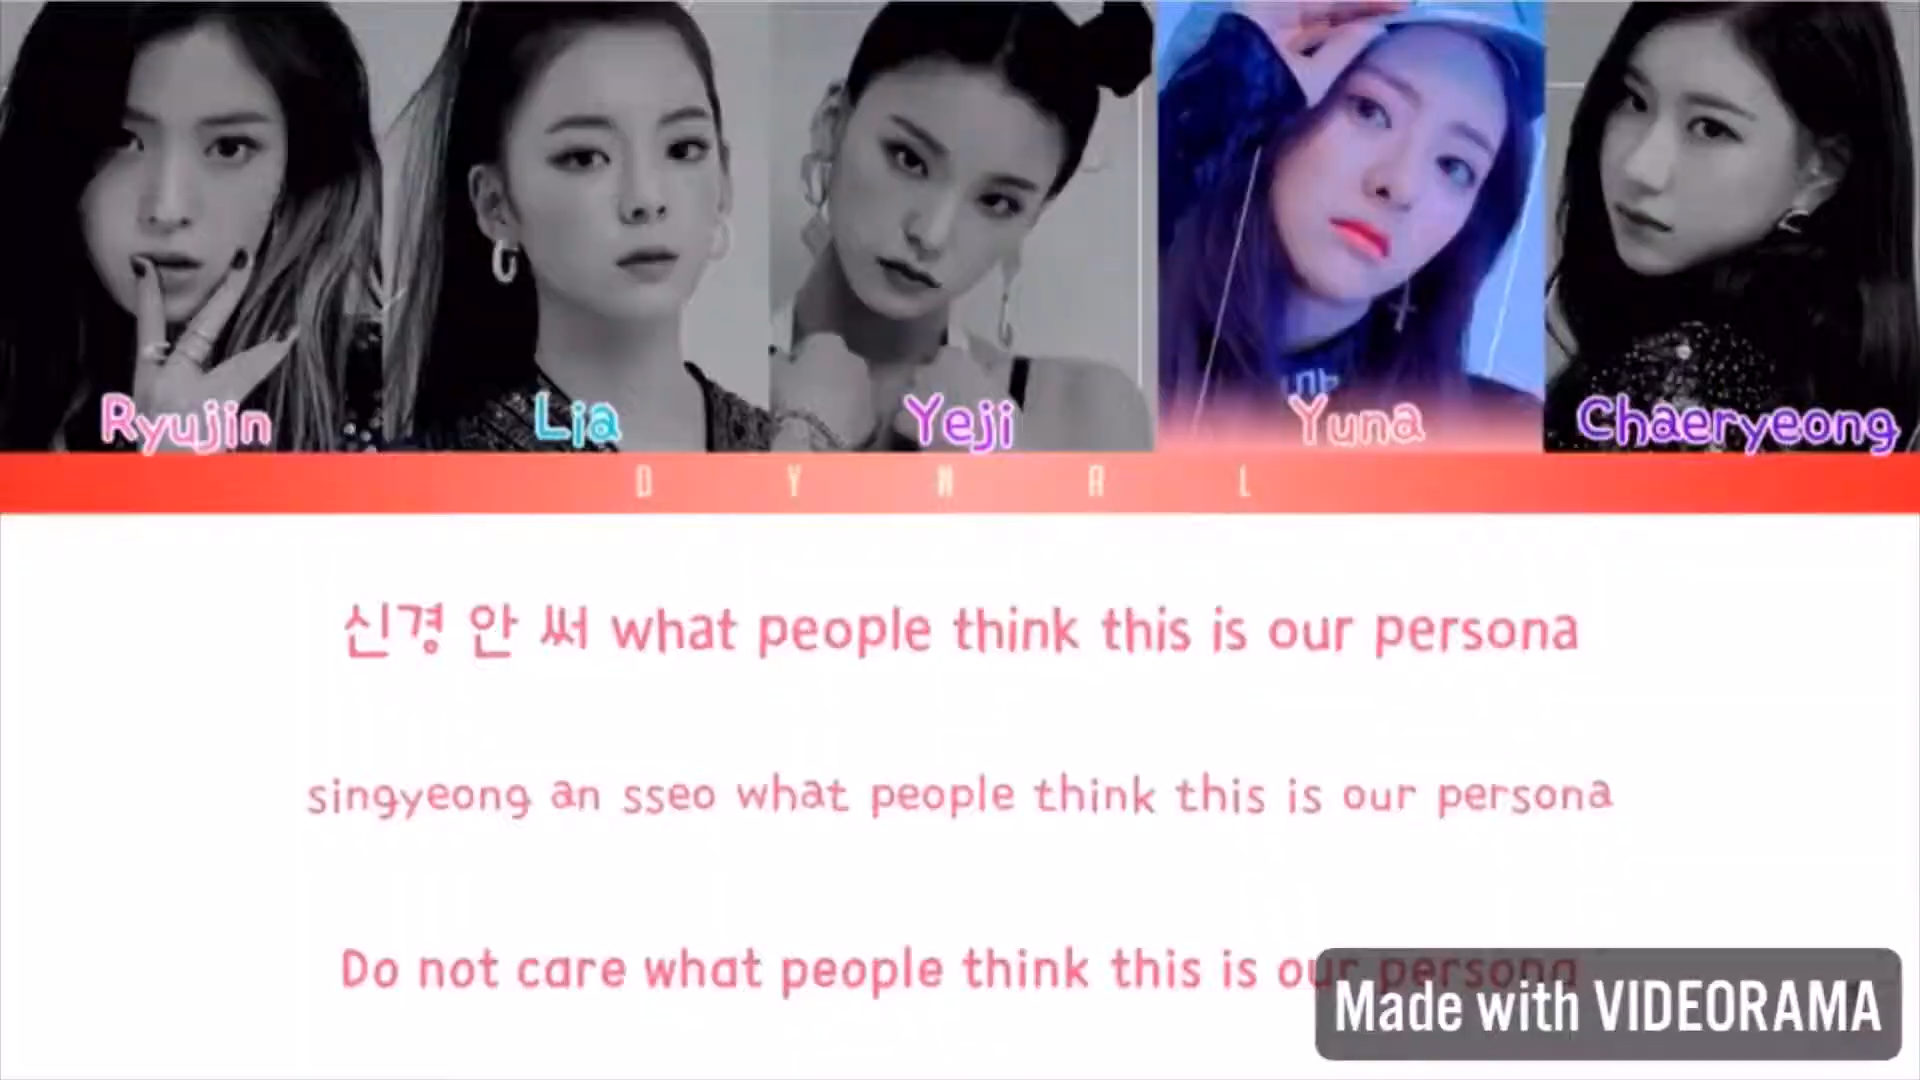 Ryujin Lia Yeji Yuna Chaeryeong
D Y N A L
신경 안 써 what people think this is our persona
singyeong an sseo what people think this is our persona
Do not care what people think this is our persona
Made with VIDEORAMA